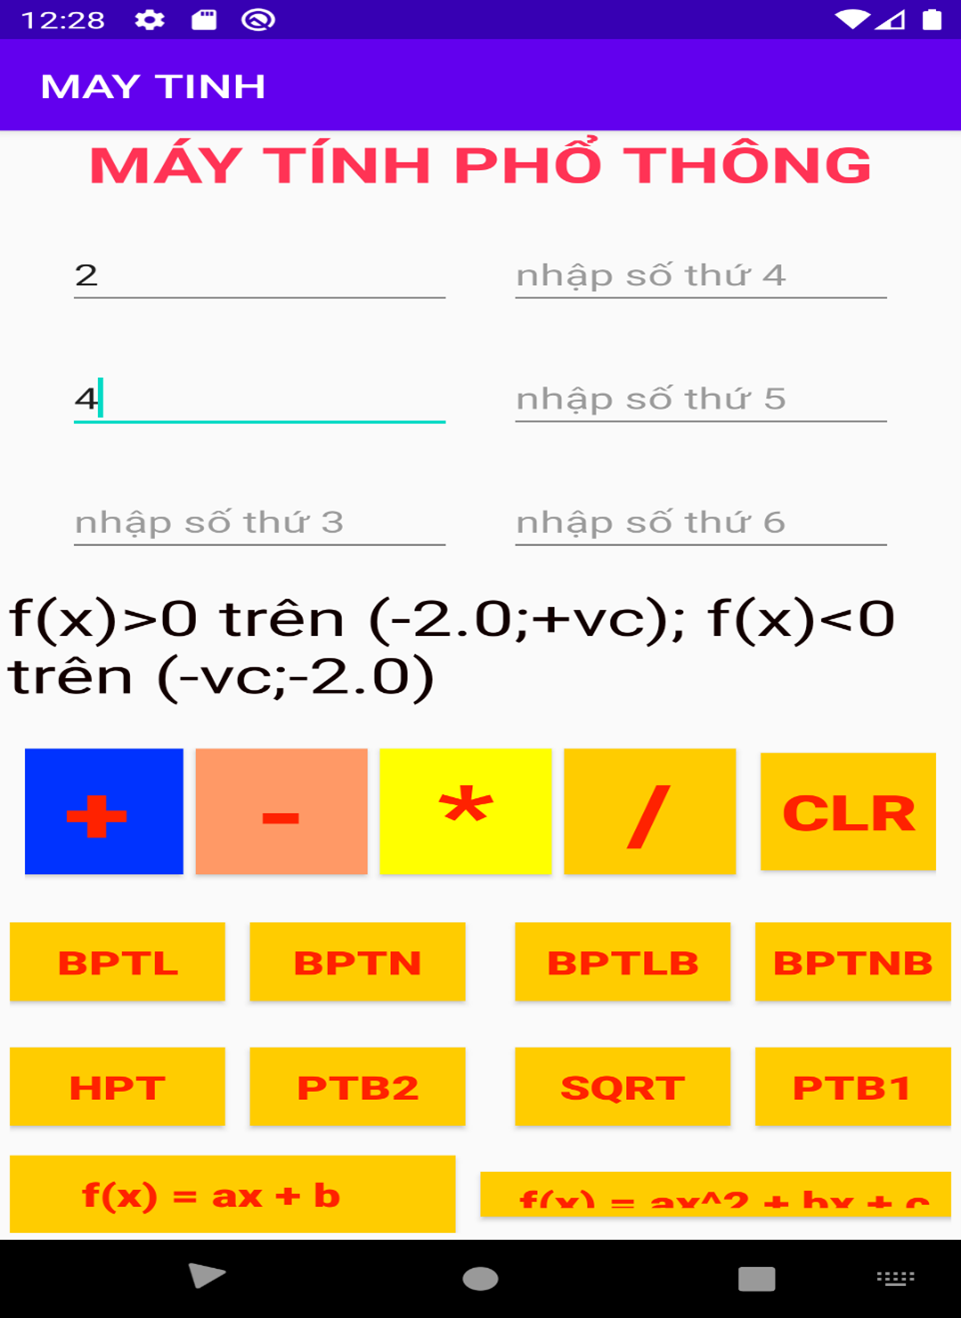 12:28
MAY TINH
MÁY TÍNH PHỔ THÔNG
2
nhập số thứ 4
4
nhập số thứ 5
nhập số thứ 3
nhập số thứ 6
f(x)>0 trên (-2.0;+vc); f(x)<0
trên (-vc;-2.0)
+ - * / CLR
BPTL BPTN BPTLB BPTNB
HPT PTB2 SQRT PTB1
f(x) = ax + b
f(x) = ax^2 + bx + c